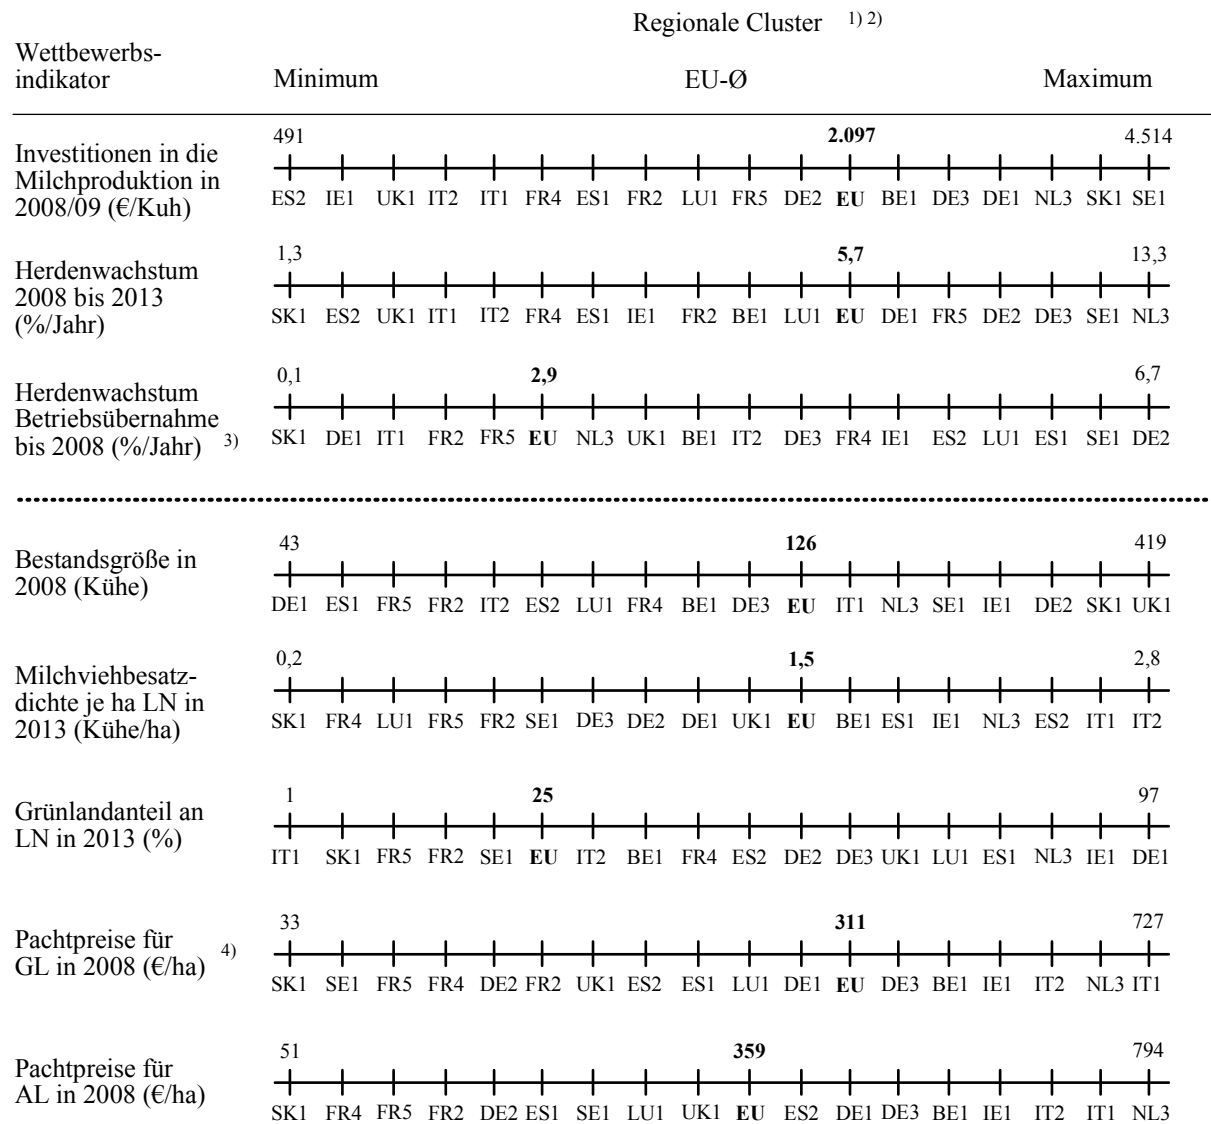 Regionale Cluster 1) 2)
Wettbewerbs-
indikator
Minimum EU-Ø Maximum
491 2.097 4.514
Investitionen in die
Milchproduktion in
2008/09 (€/Kuh)
ES2 IE1 UK1 IT2 IT1 FR4 ES1 FR2 LU1 FR5 DE2 EU BE1 DE3 DE1 NL3 SK1 SE1
1,3 5,7 13,3
Herdenwachstum
2008 bis 2013
(%/Jahr)
SK1 ES2 UK1 IT1 IT2 FR4 ES1 IE1 FR2 BE1 LU1 EU DE1 FR5 DE2 DE3 SE1 NL3
0,1 2,9 6,7
Herdenwachstum
Betriebsübernahme
bis 2008 (%/Jahr) 3)
SK1 DE1 IT1 FR2 FR5 EU NL3 UK1 BE1 IT2 DE3 FR4 IE1 ES2 LU1 ES1 SE1 DE2
43 126 419
Bestandsgröße in
2008 (Kühe)
DE1 ES1 FR5 FR2 IT2 ES2 LU1 FR4 BE1 DE3 EU IT1 NL3 SE1 IE1 DE2 SK1 UK1
0,2 1,5 2,8
Milchviehbesatz-
dichte je ha LN in
2013 (Kühe/ha)
SK1 FR4 LU1 FR5 FR2 SE1 DE3 DE2 DE1 UK1 EU BE1 ES1 IE1 NL3 ES2 IT1 IT2
1 25 97
Grünlandanteil an
LN in 2013 (%)
IT1 SK1 FR5 FR2 SE1 EU IT2 BE1 FR4 ES2 DE2 DE3 UK1 LU1 ES1 NL3 IE1 DE1
33 311 727
Pachtpreise für
GL in 2008 (€/ha) 4)
SK1 SE1 FR5 FR4 DE2 FR2 UK1 ES2 ES1 LU1 DE1 EU DE3 BE1 IE1 IT2 NL3 IT1
51 359 794
Pachtpreise für
AL in 2008 (€/ha)
SK1 FR4 FR5 FR2 DE2 ES1 SE1 LU1 UK1 EU ES2 DE1 DE3 BE1 IE1 IT2 IT1 NL3